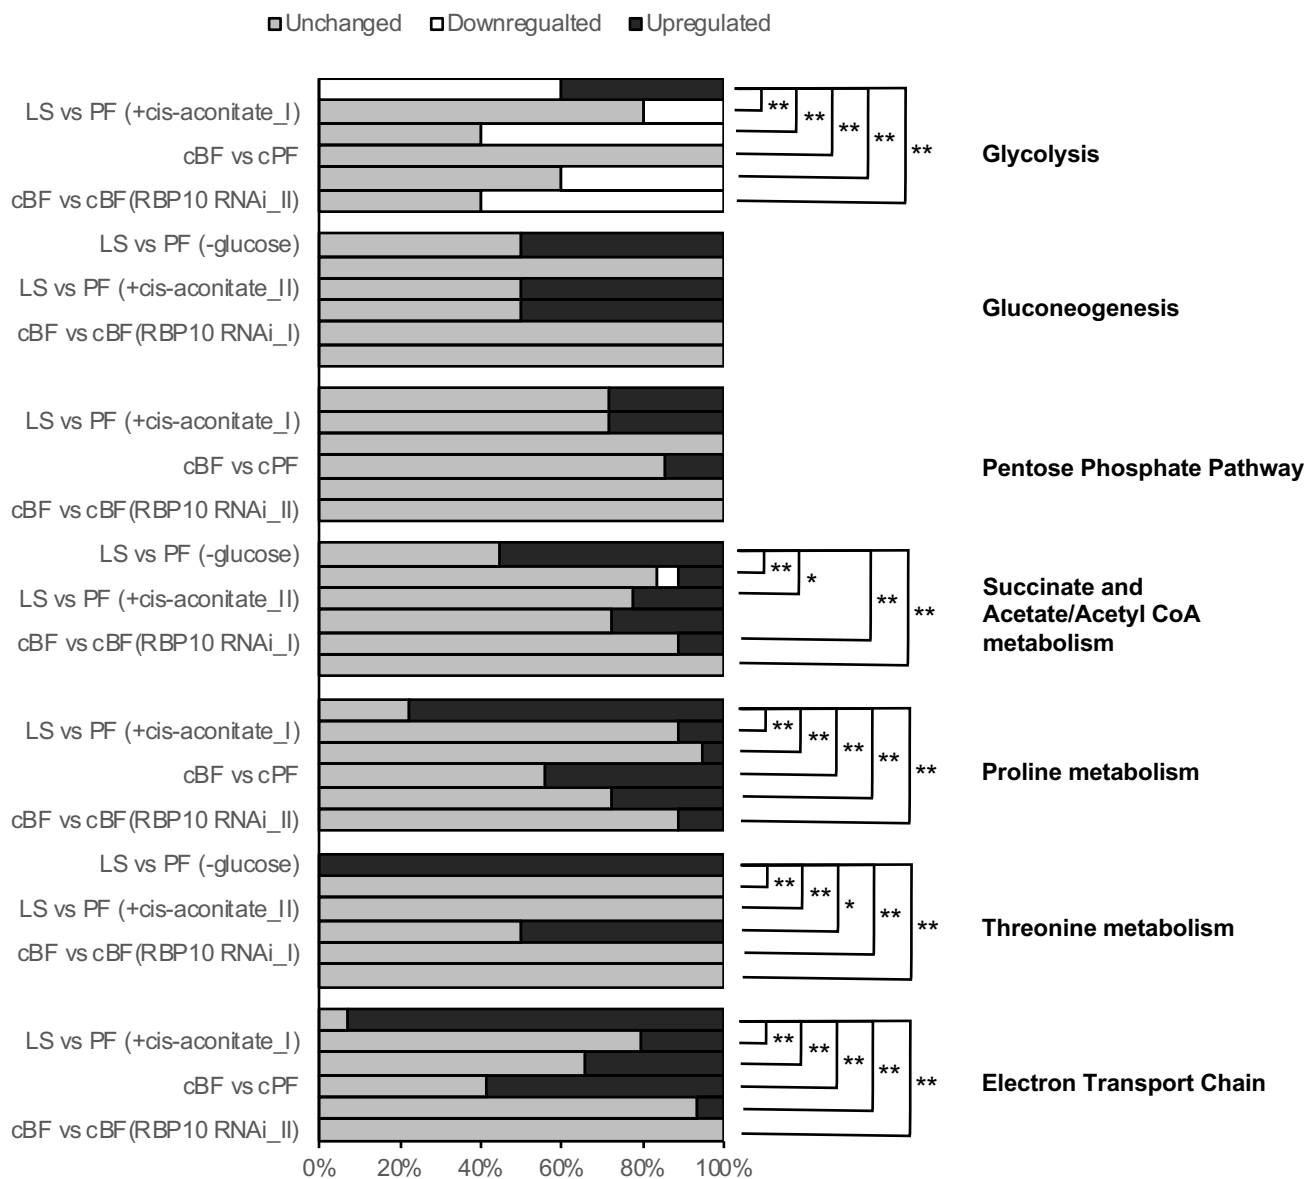 Unchanged Downregualted Upregulated
**
LS vs PF (+cis-aconitate_I)
**
**
**
**
cBF vs cPF
Glycolysis
cBF vs cBF(RBP10 RNAi_II)
LS vs PF (-glucose)
LS vs PF (+cis-aconitate_II)
Gluconeogenesis
cBF vs cBF(RBP10 RNAi_I)
LS vs PF (+cis-aconitate_I)
cBF vs cPF
Pentose Phosphate Pathway
cBF vs cBF(RBP10 RNAi_II)
LS vs PF (-glucose)
**
*
**
**
LS vs PF (+cis-aconitate_II)
Succinate and
Acetate/Acetyl CoA
metabolism
cBF vs cBF(RBP10 RNAi_I)
LS vs PF (+cis-aconitate_I)
**
**
**
**
**
cBF vs cPF
Proline metabolism
cBF vs cBF(RBP10 RNAi_II)
LS vs PF (-glucose)
**
**
*
**
**
LS vs PF (+cis-aconitate_II)
Threonine metabolism
cBF vs cBF(RBP10 RNAi_I)
LS vs PF (+cis-aconitate_I)
**
**
**
**
**
cBF vs cPF
Electron Transport Chain
cBF vs cBF(RBP10 RNAi_II)
0% 20% 40% 60% 80% 100%